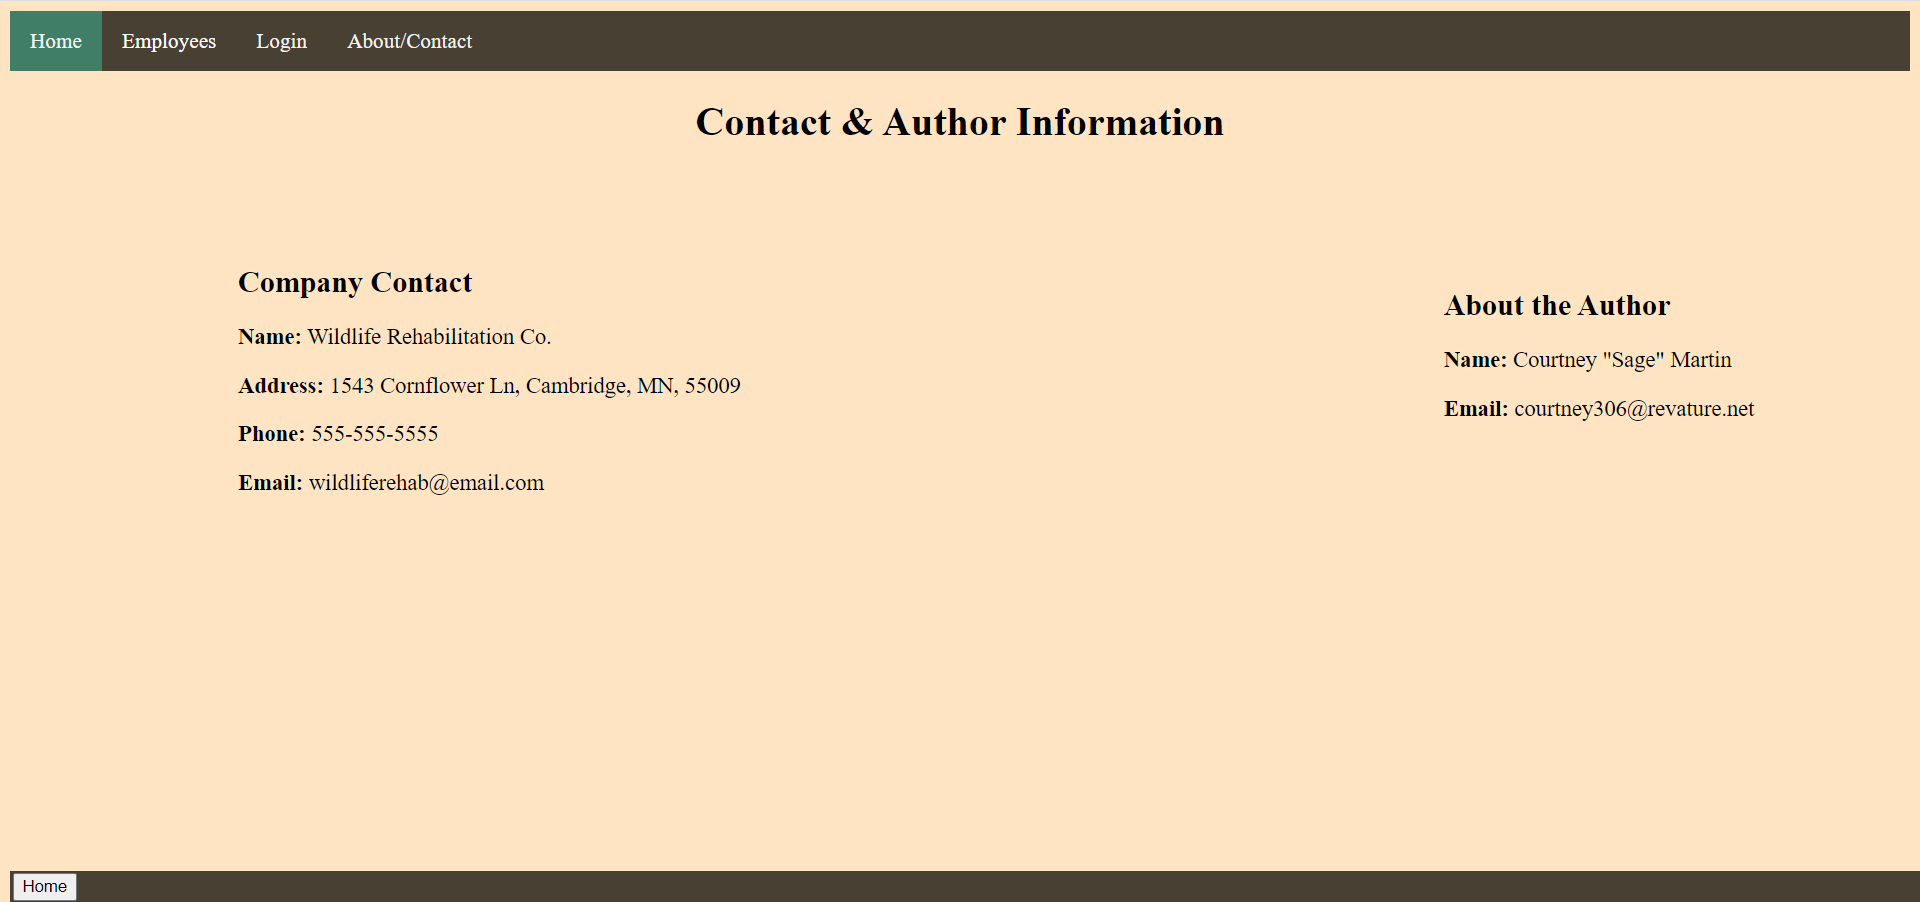 Home Employees Login About/Contact
Contact & Author Information
Company Contact
Name: Wildlife Rehabilitation Co.
Address: 1543 Cornflower Ln, Cambridge, MN, 55009
Phone: 555-555-5555
Email: wildliferehab@email.com
About the Author
Name: Courtney "Sage" Martin
Email: courtney306@revature.net
Home